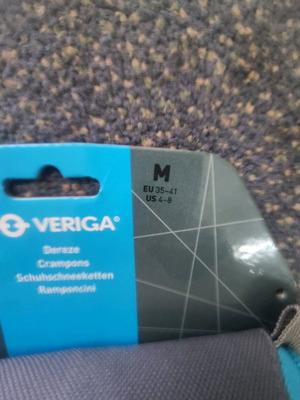 M
EU 35-41
US 4-8
VERIGA®
Dereze
Crampons
Schuhschneeketten
Ramponcini